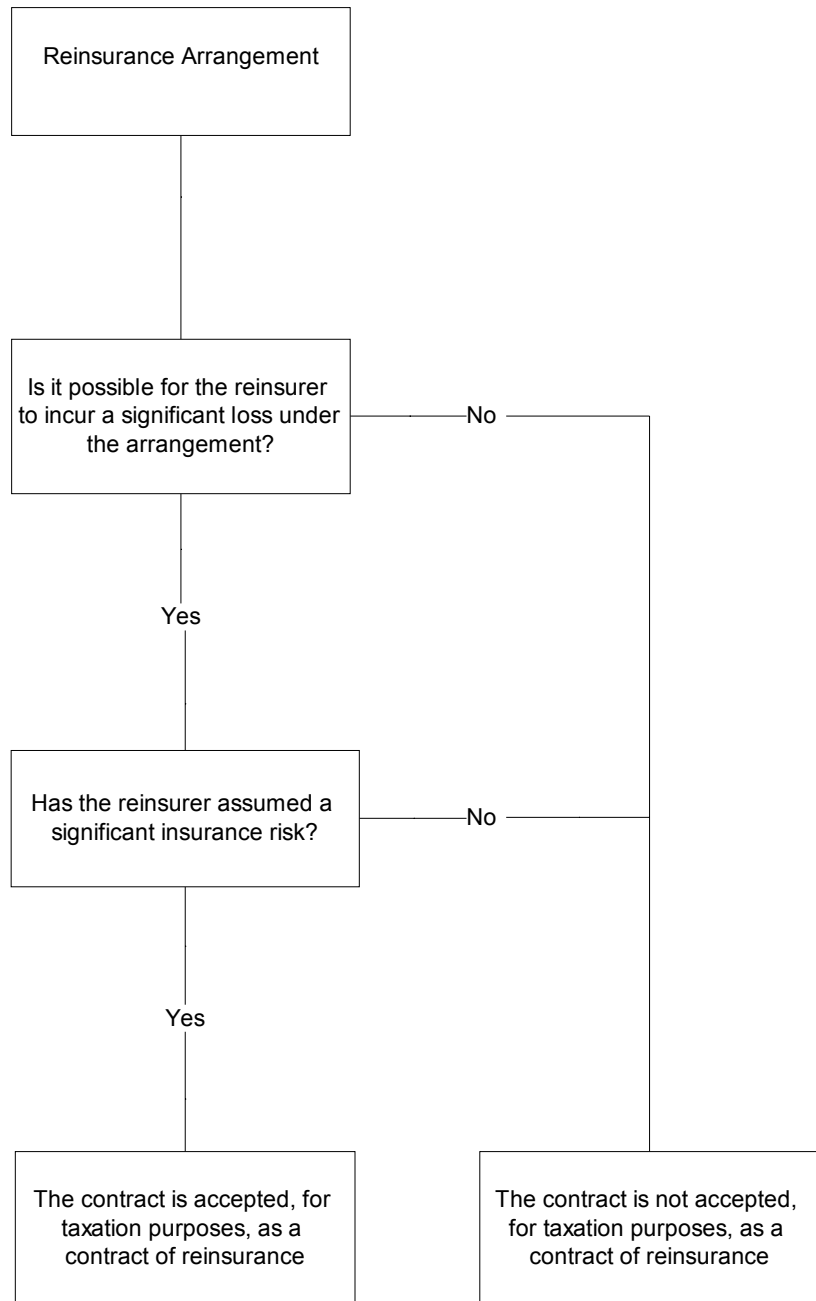 Reinsurance Arrangement
Is it possible for the reinsurer
to incur a significant loss under
the arrangement?
No
Yes
Has the reinsurer assumed a
significant insurance risk?
No
Yes
The contract is accepted, for
taxation purposes, as a
contract of reinsurance
The contract is not accepted,
for taxation purposes, as a
contract of reinsurance